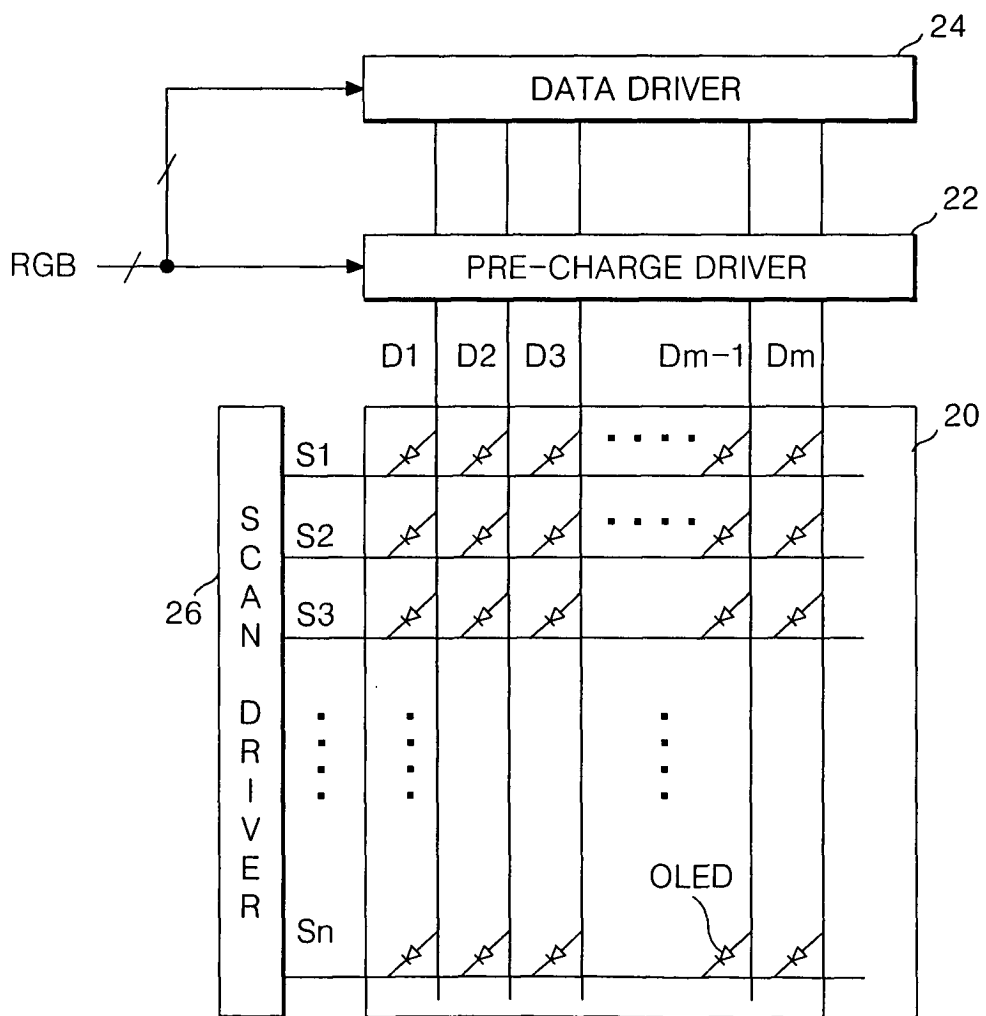 24
DATA DRIVER
22
RGB
PRE-CHARGE DRIVER
D1 D2 D3 Dm-1 Dm
20
S1
S2
26
SCAN DRIVER
S3
OLED
Sn